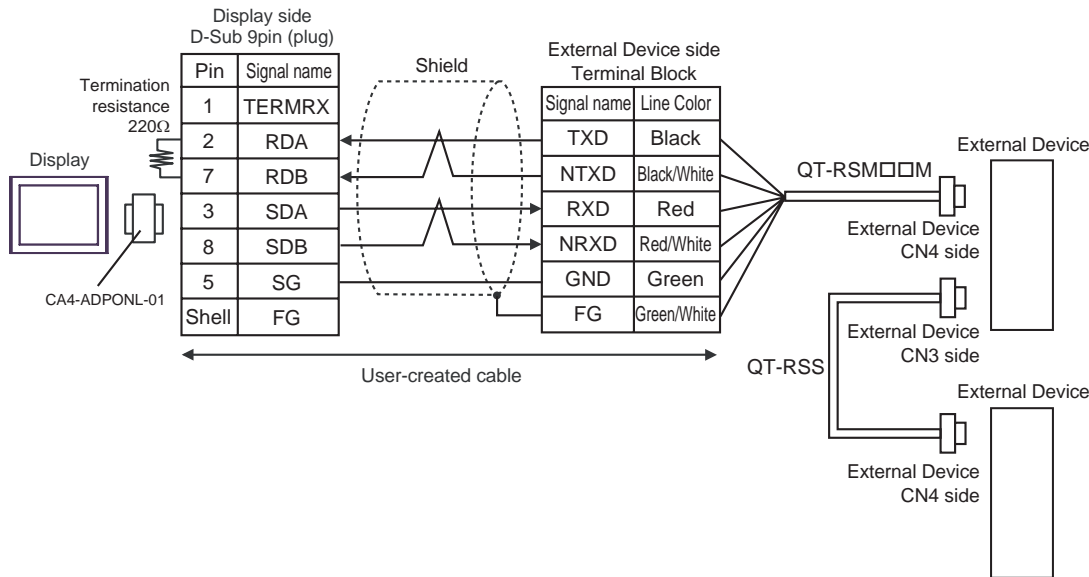 Display side
D-Sub 9pin (plug)
Pin Signal name
1 TERMRX
2 RDA
7 RDB
3 SDA
8 SDB
5 SG
Shell FG
Termination
resistance
220Ω
Display
CA4-ADPONL-01
Shield
User-created cable
External Device side
Terminal Block
Signal name Line Color
TXD Black
NTXD Black/White
RXD Red
NRXD Red/White
GND Green
FG Green/White
QT-RSM□□M
External Device
External Device
CN4 side
External Device
CN3 side
QT-RSS
External Device
External Device
CN4 side